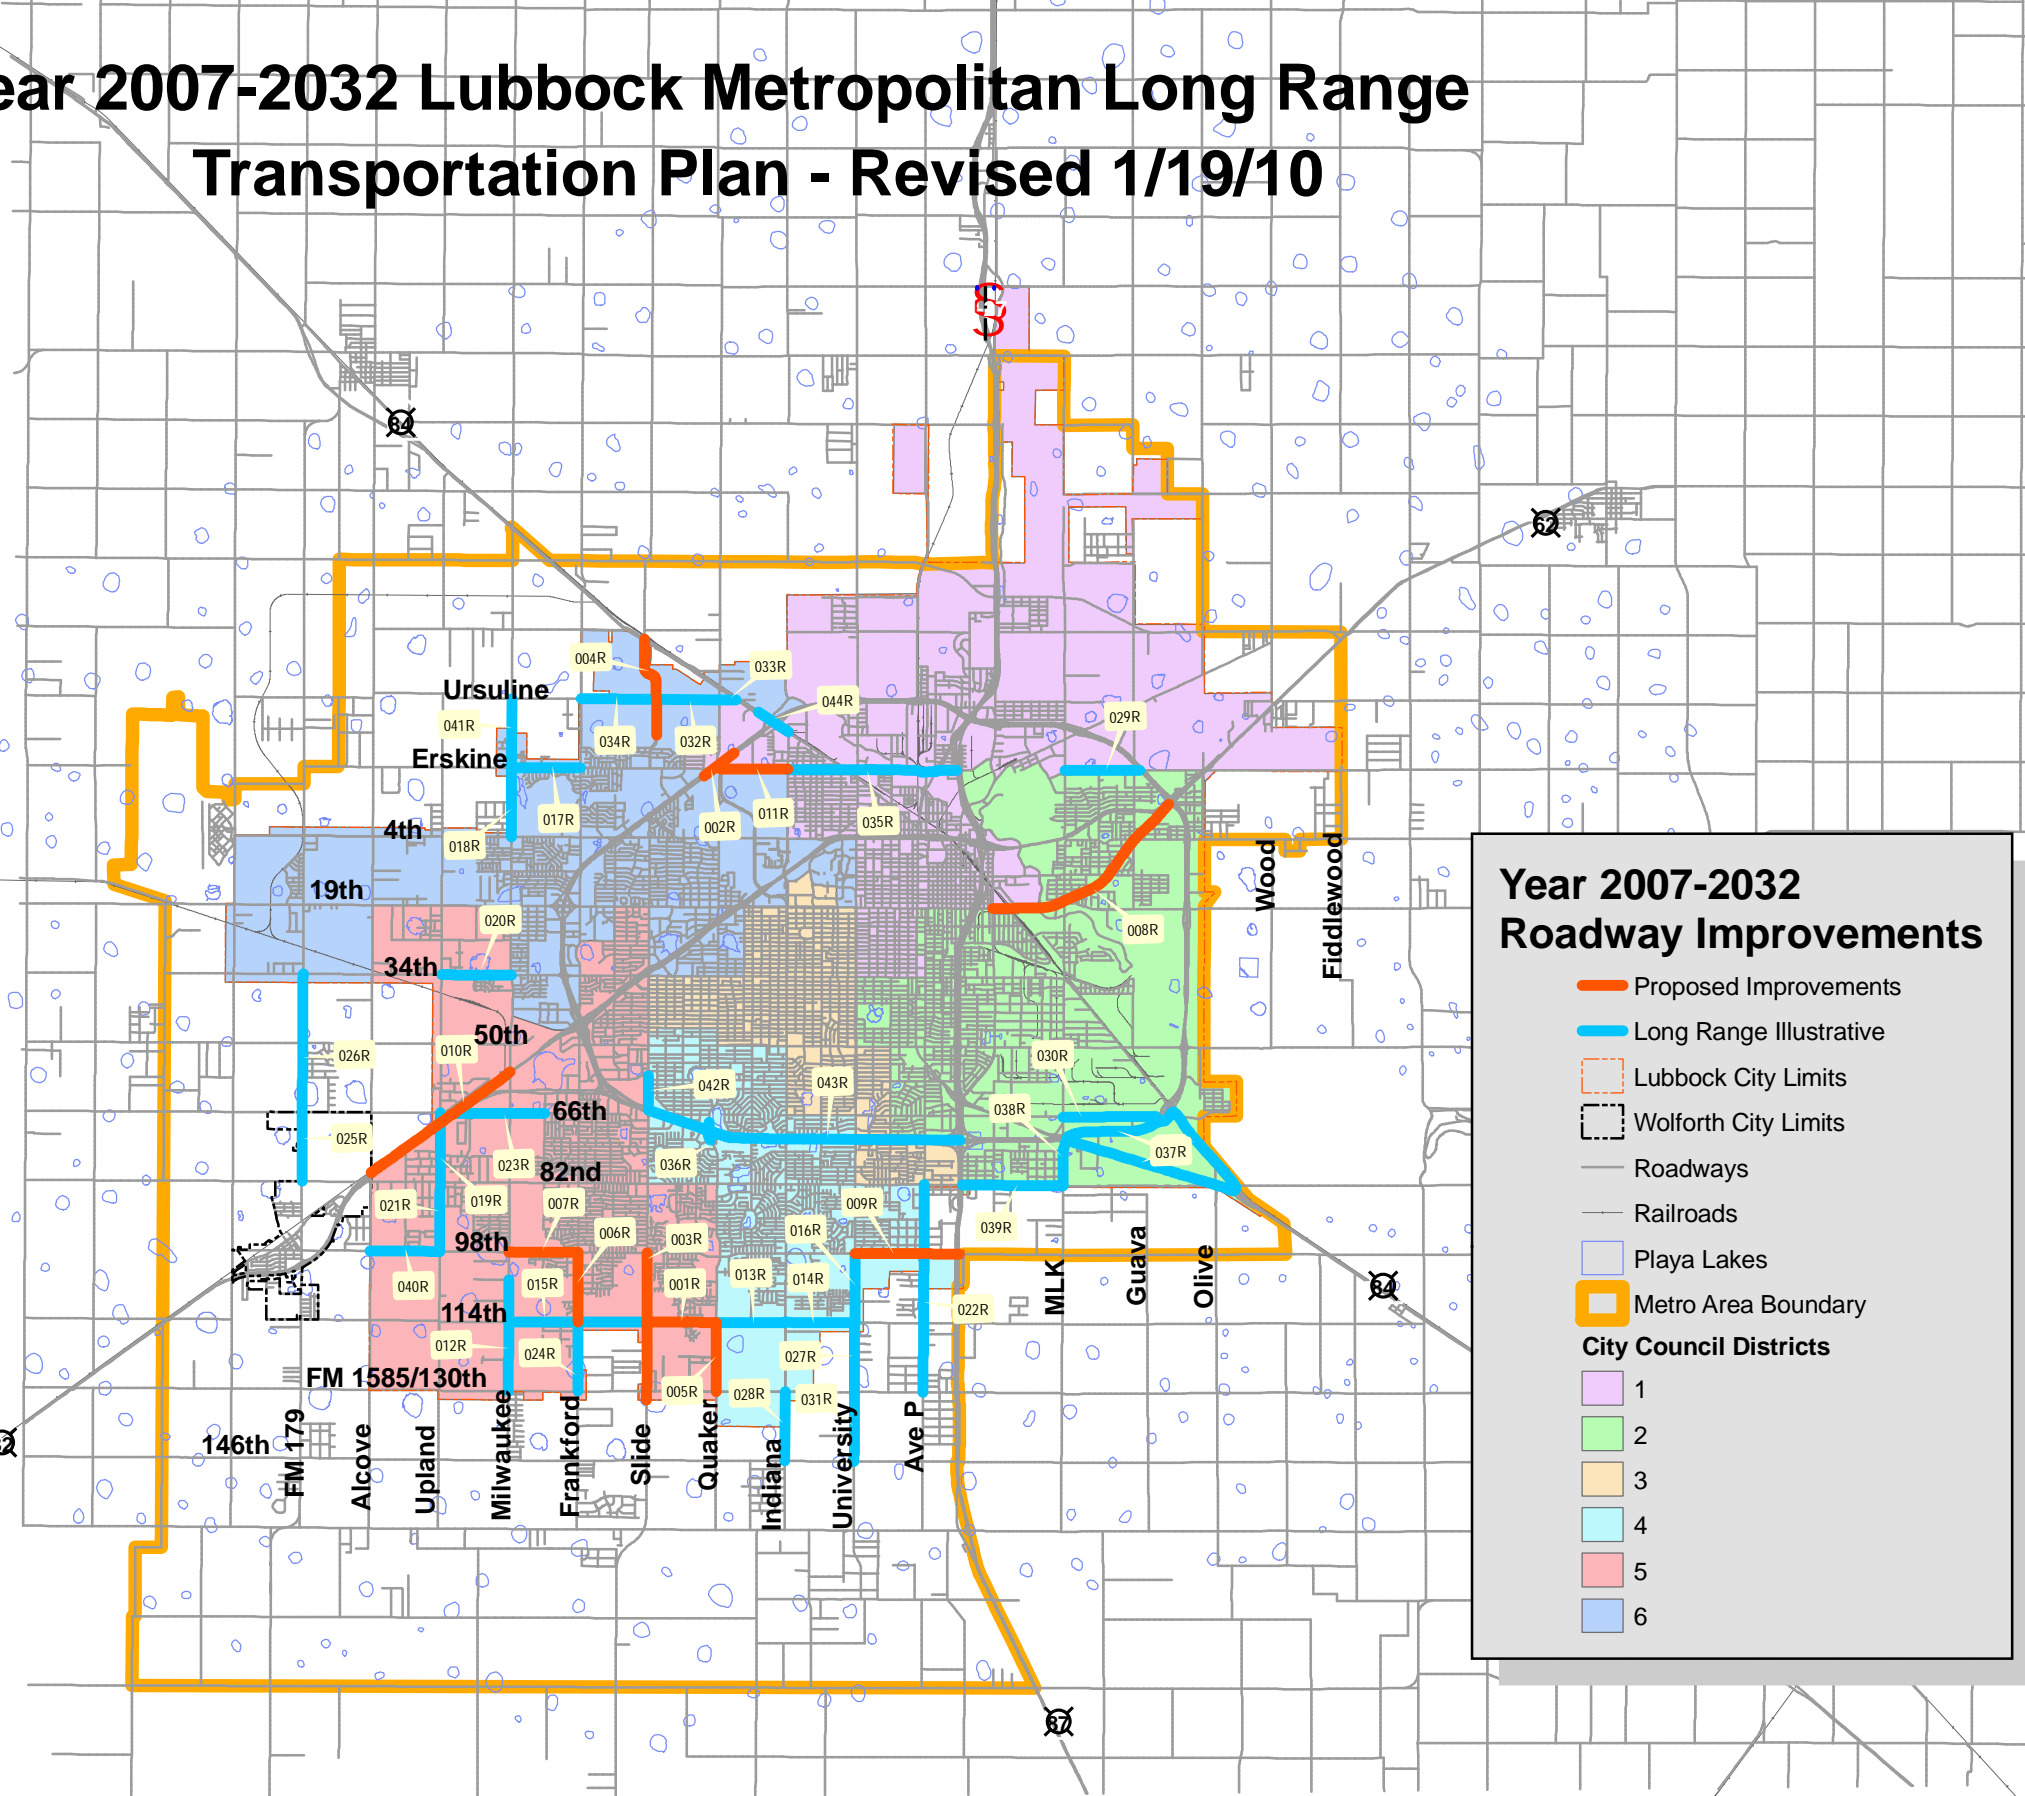 ear 2007-2032 Lubbock Metropolitan Long Range
Transportation Plan - Revised 1/19/10
84
62
004R
033R
Ursuline
044R
041R
034R
032R
029R
Erskine
017R
002R
011R
035R
4th
018R
19th
020R
008R
Wood
Fiddlewood
34th
50th
010R
026R
030R
042R
043R
66th
038R
025R
023R
036R
037R
82nd
021R
019R
007R
009R
006R
003R
016R
039R
98th
040R
015R
001R
013R
014R
022R
MLK
Guava
Olive
84
114th
012R
024R
027R
FM 1585/130th
005R
028R
031R
146th
FM 179
Alcove
Upland
Milwaukee
Frankford
Slide
Quaker
Indiana
University
Ave P
87
Year 2007-2032
Roadway Improvements
Proposed Improvements
Long Range Illustrative
Lubbock City Limits
Wolforth City Limits
Roadways
Railroads
Playa Lakes
Metro Area Boundary
City Council Districts
1
2
3
4
5
6